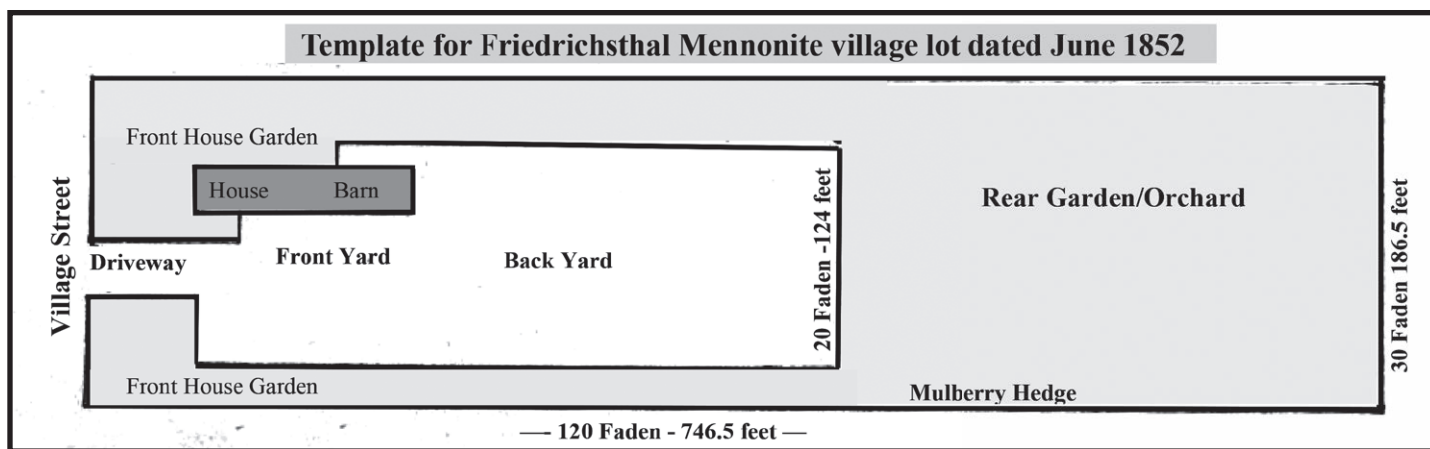 Template for Friedrichsthal Mennonite village lot dated June 1852
Front House Garden
House Barn
Village Street
Driveway
Front Yard
Back Yard
20 Faden -124 feet
Rear Garden/Orchard
30 Faden 186.5 feet
Front House Garden
Mulberry Hedge
— 120 Faden - 746.5 feet —